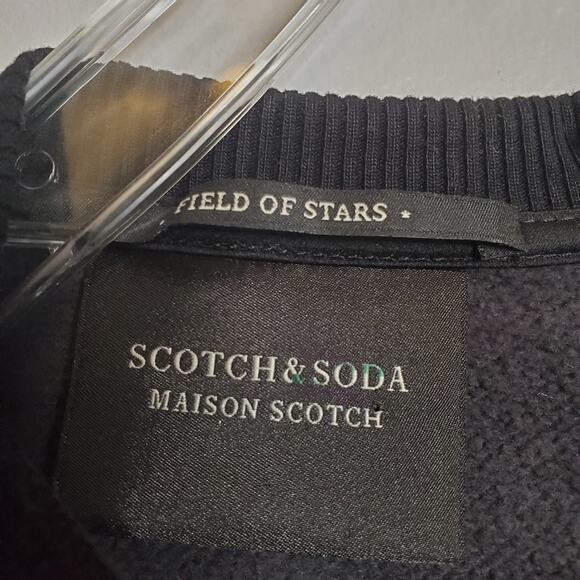 FIELD OF STARS *
SCOTCH & SODA
MAISON SCOTCH